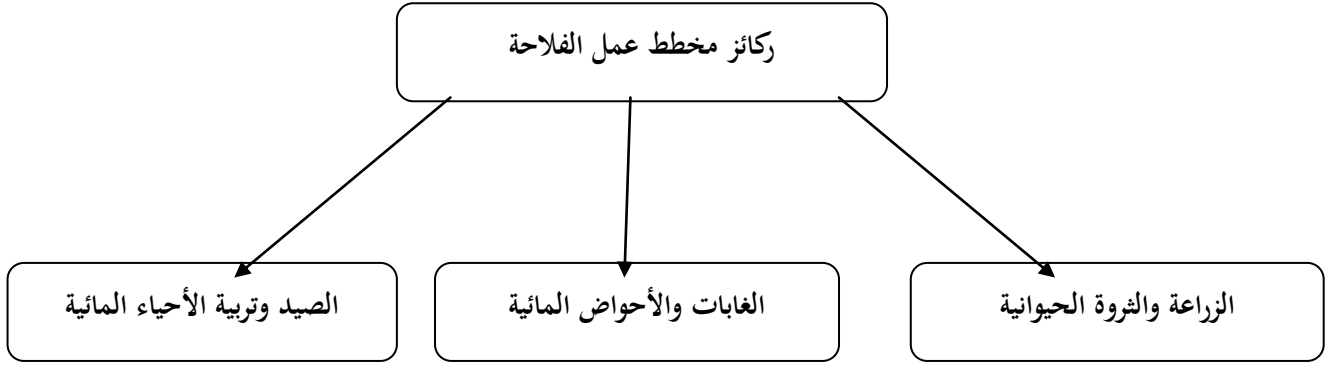 ركائز مخطط عمل الفلاحة
الزراعة والثروة الحيوانية
الغابات والأحواض المائية
الصيد وتربية الأحياء المائية